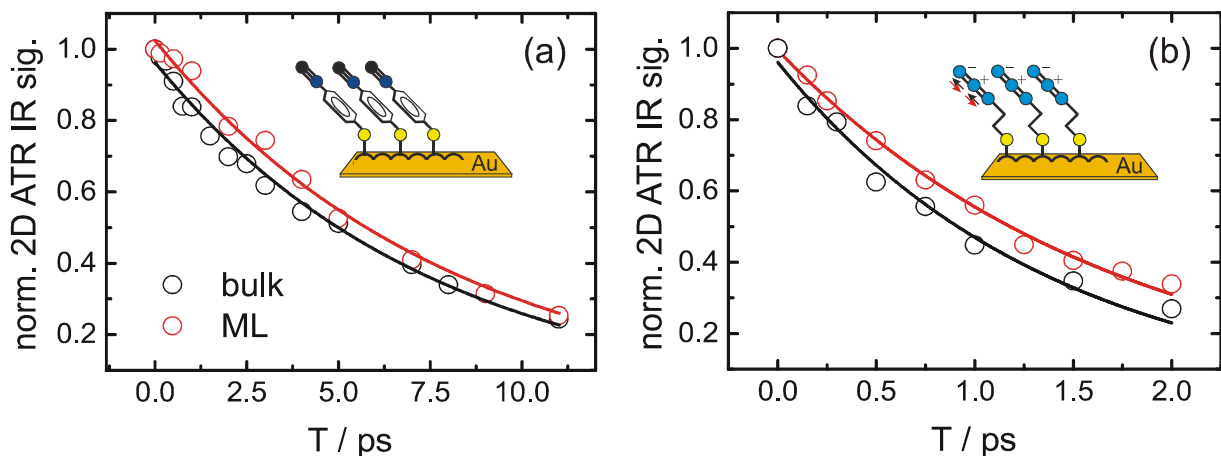 norm. 2D ATR IR sig.
1.0
0.8
0.6
0.4
0.2
(a)
Au
bulk
ML
0.0 2.5 5.0 7.5 10.0
T / ps
norm. 2D ATR IR sig.
1.0
0.8
0.6
0.4
0.2
(b)
− − −
+ + +
Au
0.0 0.5 1.0 1.5 2.0
T / ps